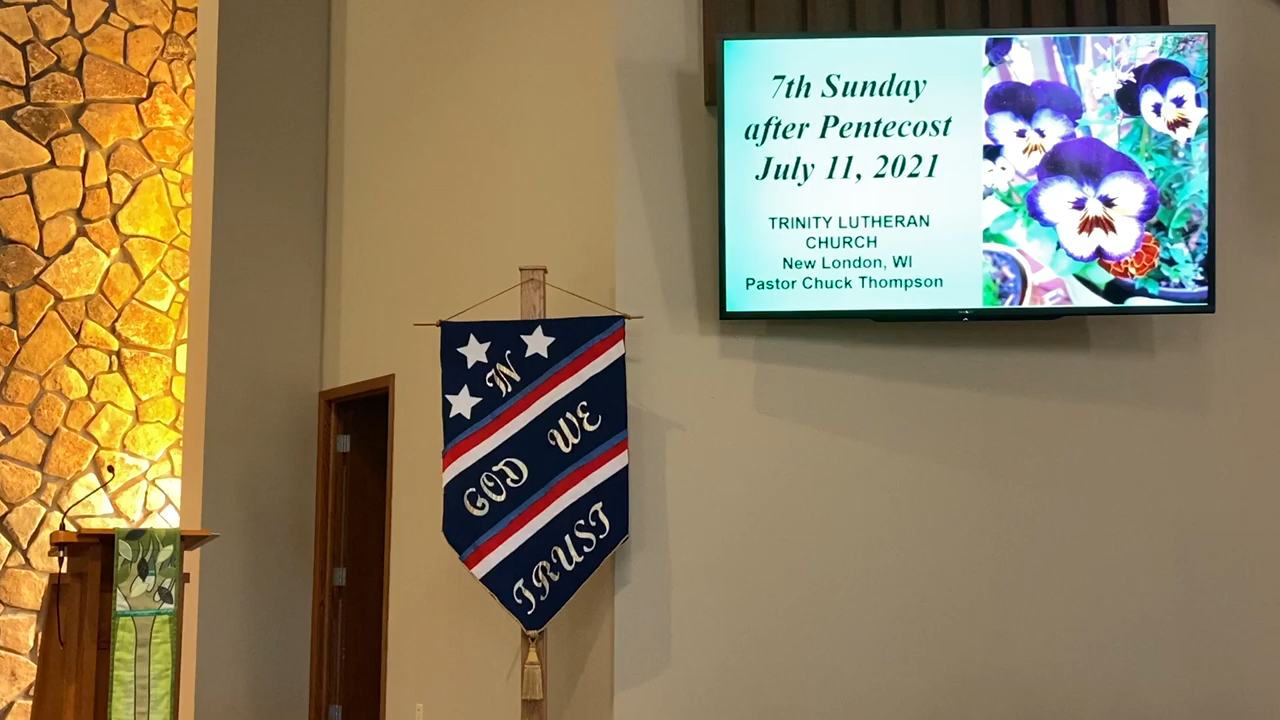 7th Sunday
after Pentecost
July 11, 2021
TRINITY LUTHERAN
CHURCH
New London, WI
Pastor Chuck Thompson
IN
GOD WE
TRUST